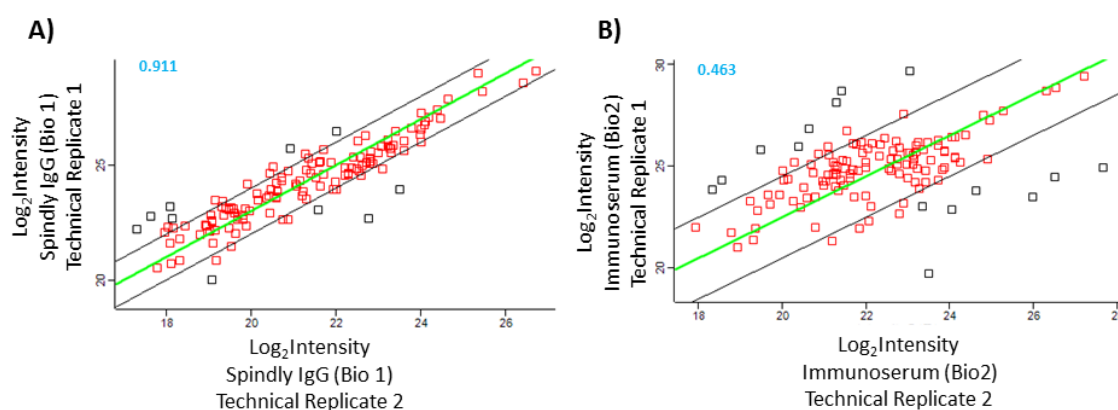 A)
0.911
Log2Intensity
Spindly IgG (Bio 1)
Technical Replicate 1
25
20
18
20
22
24
26
Log2Intensity
Spindly IgG (Bio 1)
Technical Replicate 2
B)
0.463
Log2Intensity
Immunoserum (Bio2)
Technical Replicate 1
30
25
20
18
20
22
24
26
Log2Intensity
Immunoserum (Bio2)
Technical Replicate 2